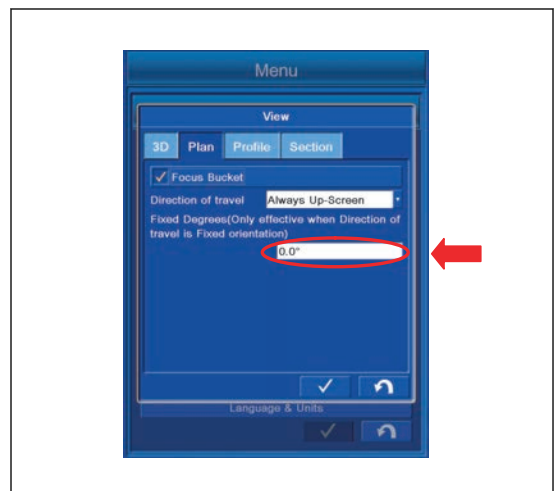 Menu
View
3D Plan Profile Section
Focus Bucket
Direction of travel Always Up-Screen
Fixed Degrees(Only effective when Direction of
travel is Fixed orientation)
0.0°
Language & Units